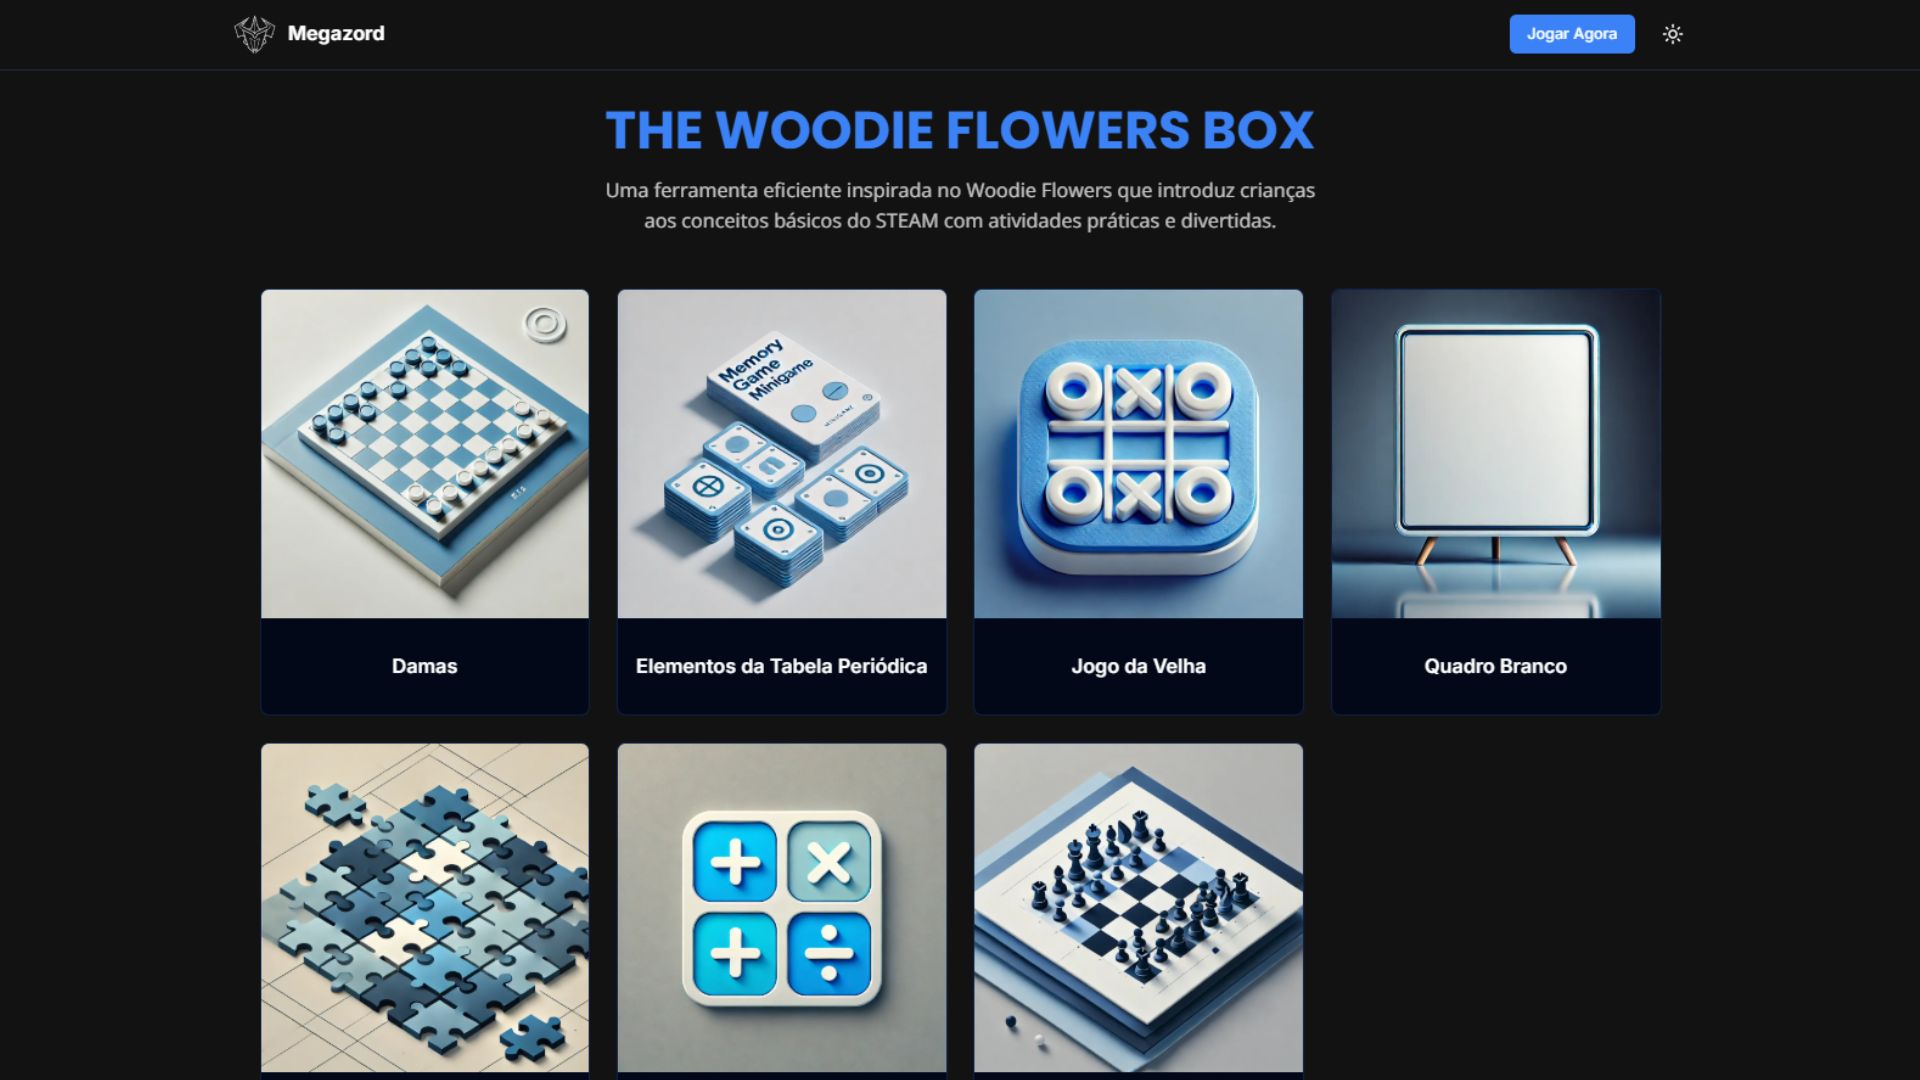 Megazord
Jogar Agora
THE WOODIE FLOWERS BOX
Uma ferramenta eficiente inspirada no Woodie Flowers que introduz crianças
aos conceitos básicos do STEAM com atividades práticas e divertidas.
Memory
Game
Minigame
MINIGAME
Damas
Elementos da Tabela Periódica
Jogo da Velha
Quadro Branco